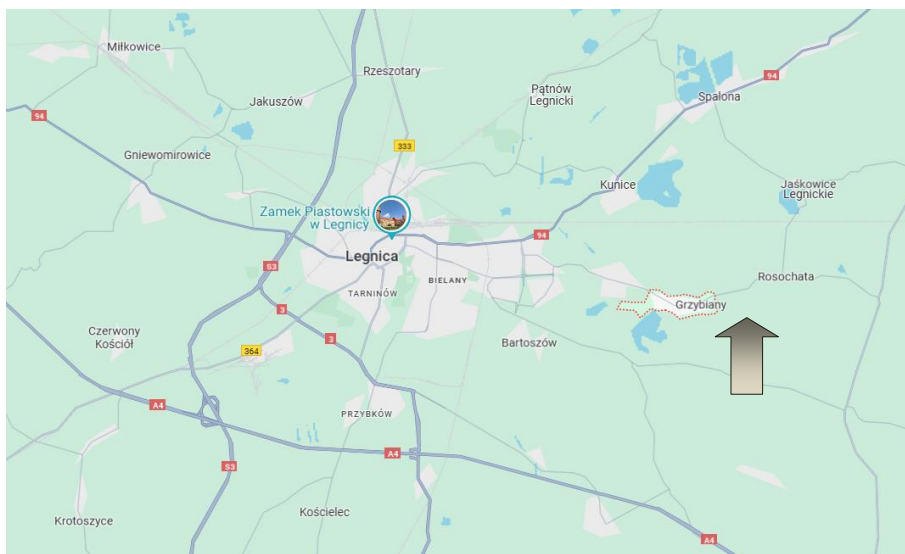 Miłkowice
Rzeszotary
94
Spalona
Pątnów
Legnicki
Jakuszów
94
333
Gniewomirowice
Kunice
Jaśkowice
Legnickie
Zamek Piastowski
w Legnicy
94
Legnica
S3
BIELANY
Rosochata
TARNINÓW
Grzybiany
3
Czerwony
Kościół
3
Bartoszów
364
A4
PRZYBKÓW
A4
S3
Kościelec
Krotoszyce
A4